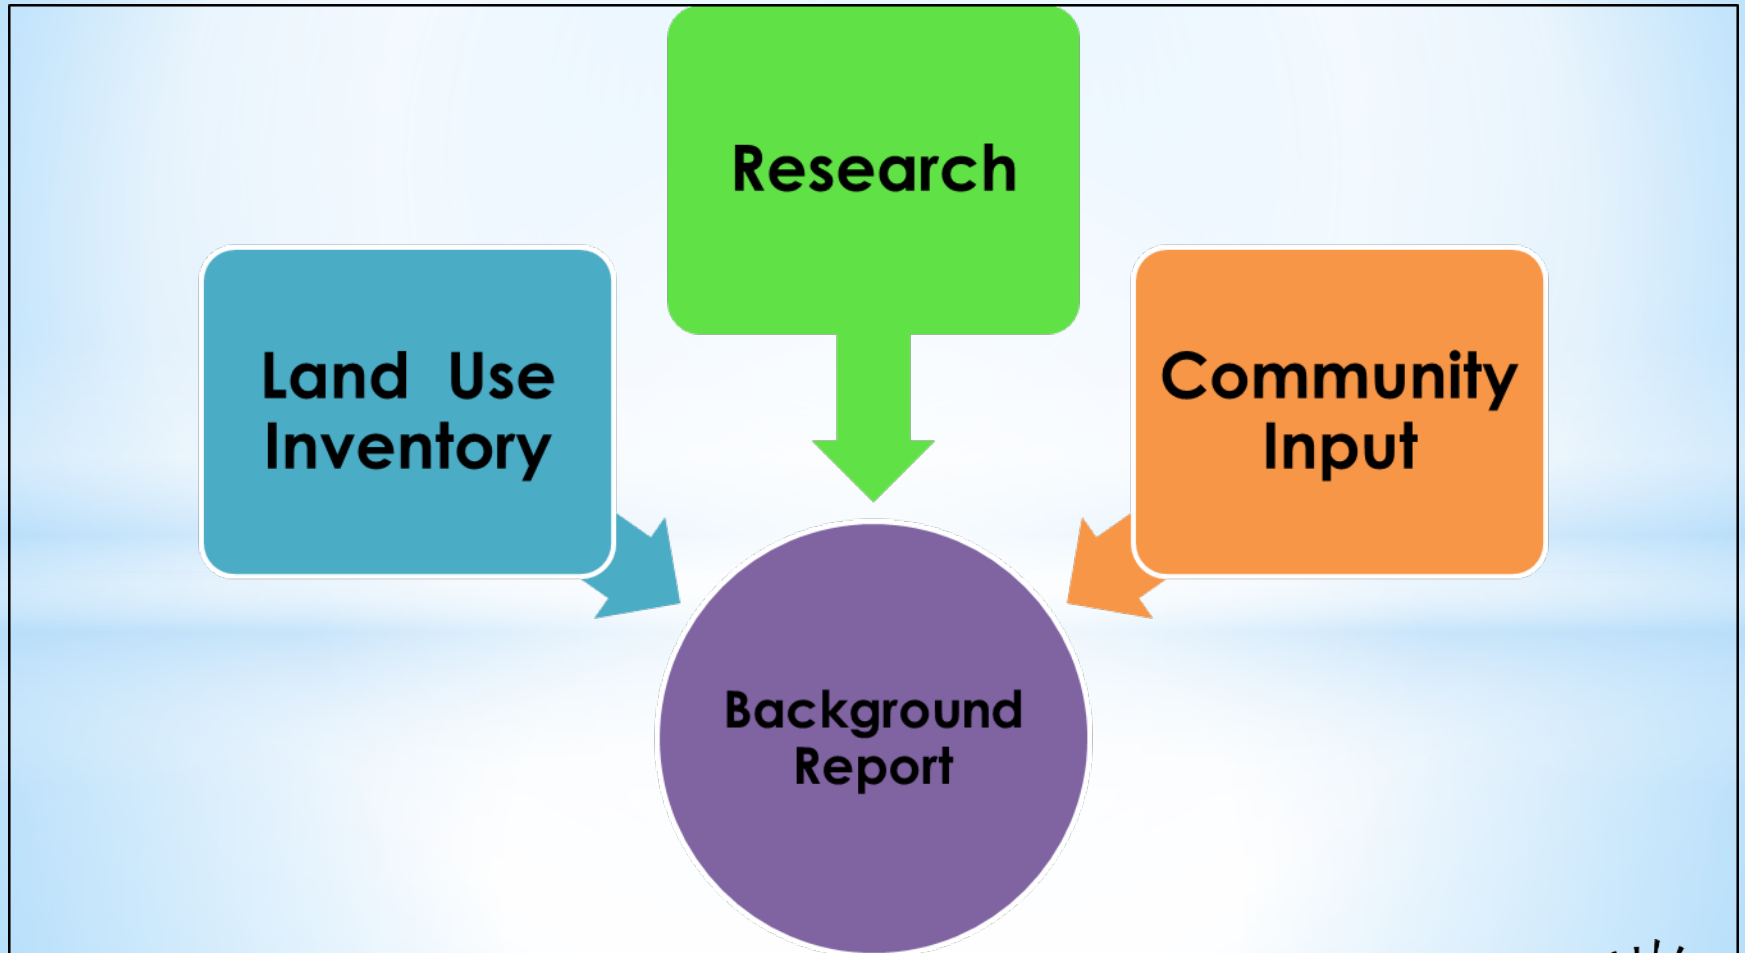 Research
Land Use
Inventory
Community
Input
Background
Report